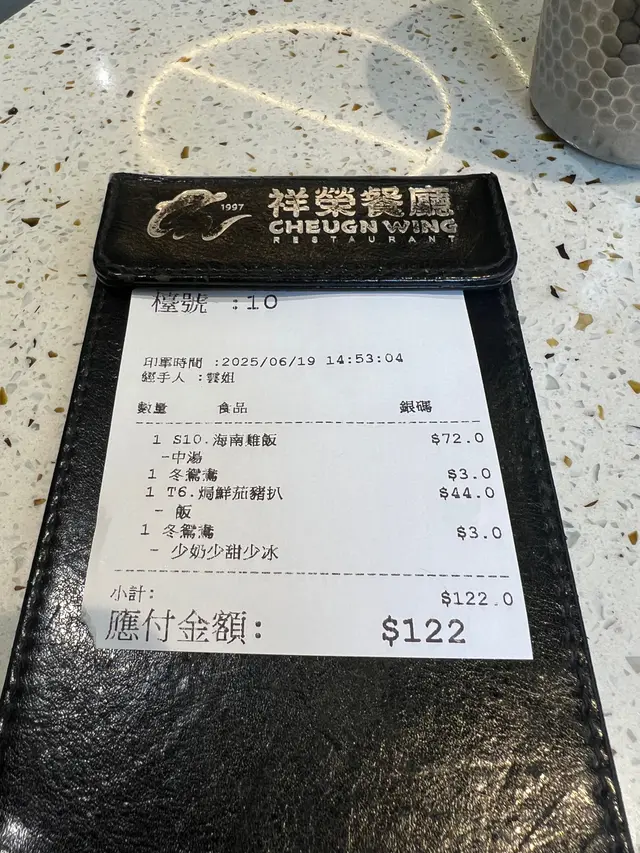 1997
祥榮餐廳
CHEUGN WING
RESTAURANT
檯號 :10
印單時間 :2025/06/19 14:53:04
經手人 :雲姐
數量 食品 銀碼
1 S10.海南雞飯 $72.0
-中湯
1 冬鴛鴦 $3.0
1 T6.焗鮮茄豬扒 $44.0
- 飯
1 冬鴛鴦 $3.0
- 少奶少甜少冰
小計: $122.0
應付金額: $122